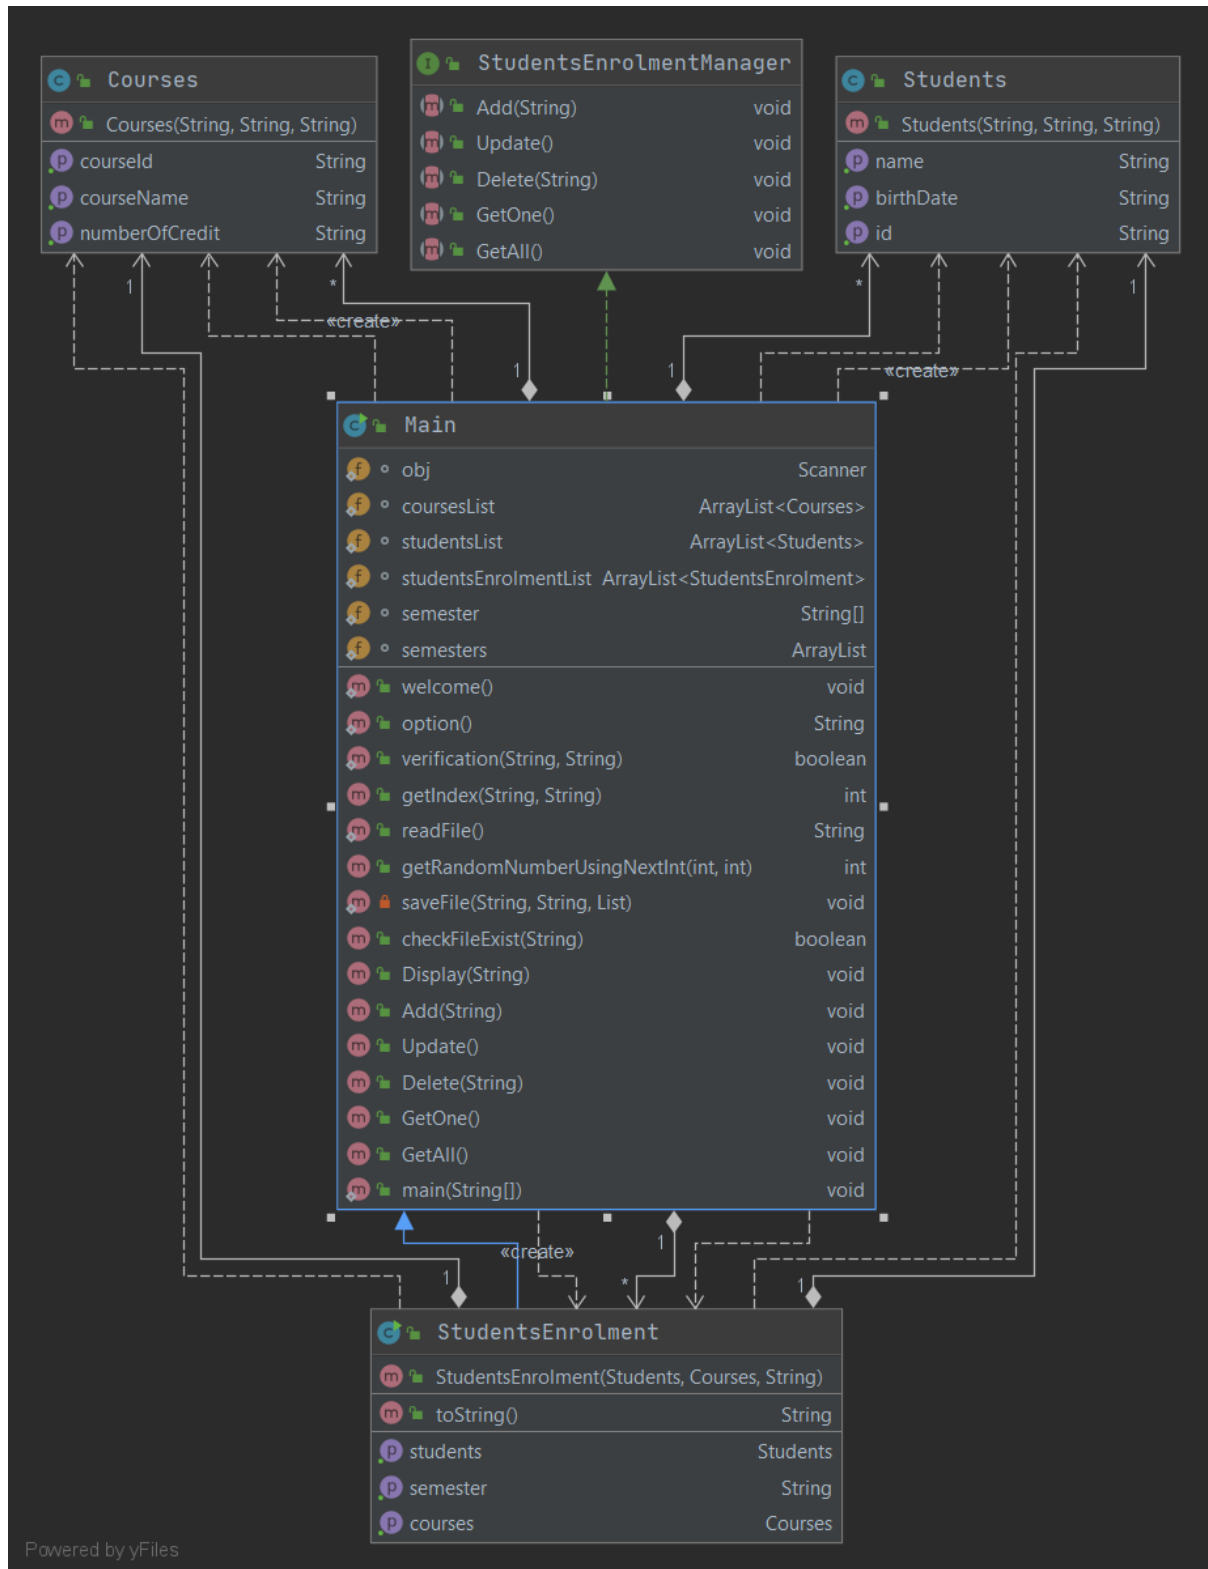 Courses
Courses(String, String, String)
courseId String
courseName String
numberOfCredit String
StudentsEnrolmentManager
Add(String) void
Update() void
Delete(String) void
GetOne() void
GetAll() void
Students
Students(String, String, String)
name String
birthDate String
id String
1
*
«create»
1
1
*
«create»
1
Main
obj Scanner
coursesList ArrayList<Courses>
studentsList ArrayList<Students>
studentsEnrolmentList ArrayList<StudentsEnrolment>
semester String[]
semesters ArrayList
welcome() void
option() String
verification(String, String) boolean
getIndex(String, String) int
readFile() String
getRandomNumberUsingNextInt(int, int) int
saveFile(String, String, List) void
checkFileExist(String) boolean
Display(String) void
Add(String) void
Update() void
Delete(String) void
GetOne() void
GetAll() void
main(String[]) void
1
«create»
1
*
1
StudentsEnrolment
StudentsEnrolment(Students, Courses, String)
toString() String
students Students
semester String
courses Courses
Powered by yFiles